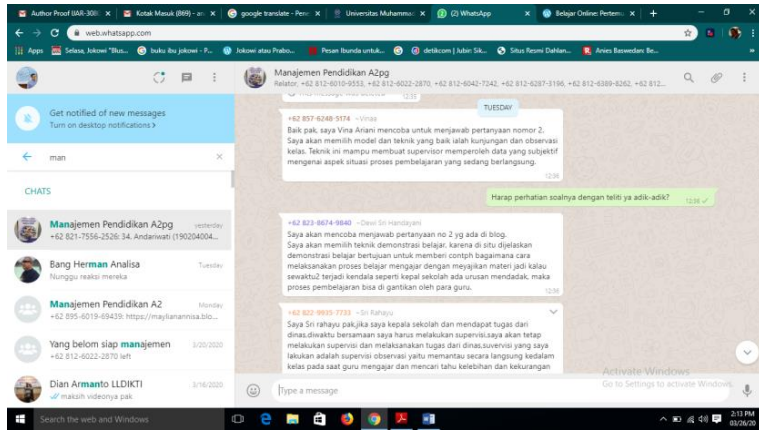 Author Proof IJAR-308
Kotak Masuk (869) - an
google translate - Pene
Universitas Muhammad
(2) WhatsApp
Belajar Online: Pertemu
web.whatsapp.com
Apps
Selasa, Jokowi "Blus...
buku ibu jokowi - P...
Jokowi atau Prabo...
Pesan Ibunda untuk...
detikcom | Jubir: Sik...
Situs Resmi Dahlan...
Anies Baswedan: Be...
Get notified of new messages
Turn on desktop notifications >
man
CHATS
Manajemen Pendidikan A2pg
yesterday
+62 821-7556-2526: 34. Andariwati (190204004...
Bang Herman Analisa
Tuesday
Nunggu reaksi mereka
Manajemen Pendidikan A2
Monday
+62 895-6019-69439: https://mayliananisa.blo...
Yang belom siap manajemen
3/20/2020
+62 812-6022-2870 left
Dian Armanto LLDIKTI
3/16/2020
maksih videonya pak
Manajemen Pendidikan A2pg
Relator, +62 812-6010-9553, +62 812-6022-2870, +62 812-6042-7242, +62 812-6287-3186, +62 812-6389-8262, +62 812...
TUESDAY
+62 857-6248-5174 ~Vinaa
Baik pak, saya Vina Ariani mencoba untuk menjawab pertanyaan nomor 2.
Saya akan memilih model dan teknik yang baik ialah kunjungan dan observasi
kelas. Teknik ini mampu membuat supervisor memperoleh data yang subjektif
mengenai aspek situasi proses pembelajaran yang sedang berlangsung.
12:56
Harap perhatian soalnya dengan teliti ya adik-adik?
12:56
+62 823-8674-9840 ~Dewi Sri Handayani
Saya akan mencoba menjawab pertanyaan no 2 yg ada di blog.
Saya akan memilih teknik demonstrasi belajar. karena di situ dijelaskan
demonstrasi belajar bertujuan untuk memberi contph bagaimana cara
melaksanakan proses belajar mengajar dengan meyajikan materi jadi kalau
sewaktu2 terjadi kendala seperti kepal sekolah ada urusan mendadak. maka
proses pembelajaran bisa di gantikan oleh para guru.
+62 822-9935-7733 ~Sri Rahayu
Saya Sri rahayu pak,jika saya kepala sekolah dan mendapat tugas dari
dinas,diwaktu bersamaan saya harus melakukan supervisi,saya akan tetap
melakukan supervisi dan melaksanakan tugas dari dinas,suvervisi yang saya
lakukan adalah supervisi observasi yaitu memantau secara langsung kedalam
kelas pada saat guru mengajar dan mencari tahu kelebihan dan kekurangan
Type a message
Activate Windows
Go to Settings to activate Windows.
Search the web and Windows
2:13 PM
03/26/20